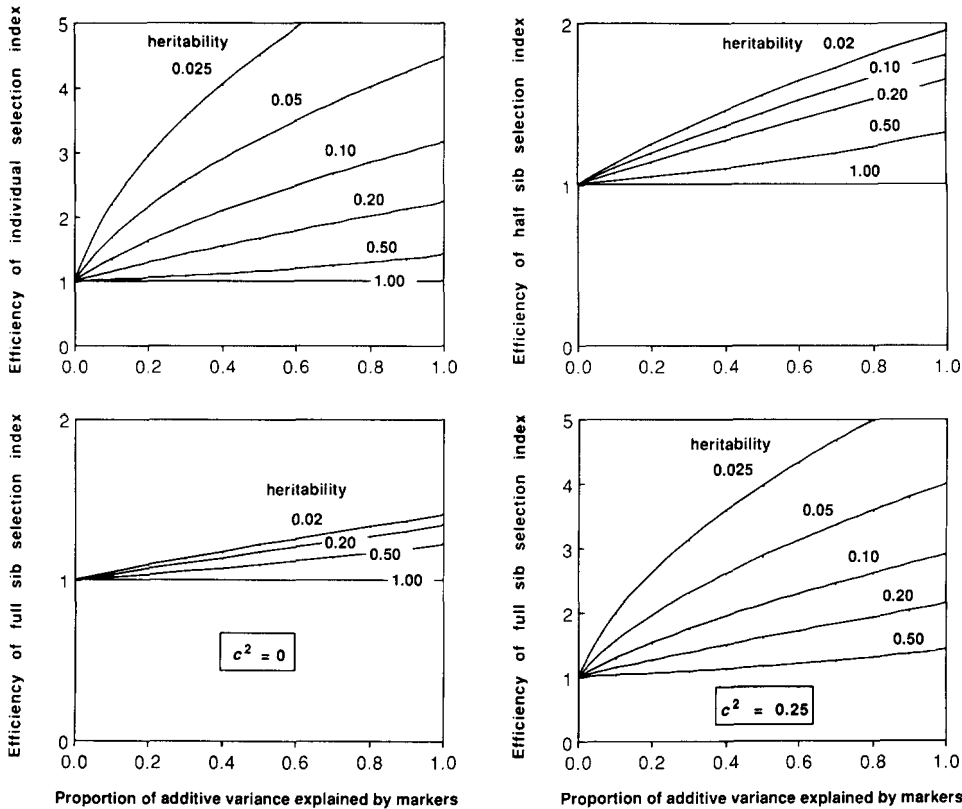 Efficiency of individual selection index
5
4
3
2
1
0
heritability
0.025
0.05
0.10
0.20
0.50
1.00
0.0 0.2 0.4 0.6 0.8 1.0
Efficiency of half sib selection index
2
1
0
heritability 0.02
0.10
0.20
0.50
1.00
0.0 0.2 0.4 0.6 0.8 1.0
Efficiency of full sib selection index
2
1
0
heritability
0.02
0.20
0.50
1.00
c² = 0
0.0 0.2 0.4 0.6 0.8 1.0
Proportion of additive variance explained by markers
Efficiency of full sib selection index
5
4
3
2
1
0
heritability
0.025
0.05
0.10
0.20
0.50
c² = 0.25
0.0 0.2 0.4 0.6 0.8 1.0
Proportion of additive variance explained by markers